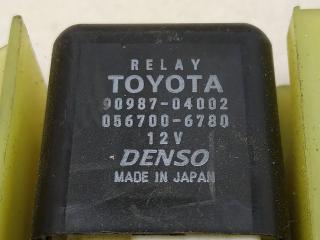 RELAY
TOYOTA
90987-04002
056700-6780
12V
DENSO
MADE IN JAPAN